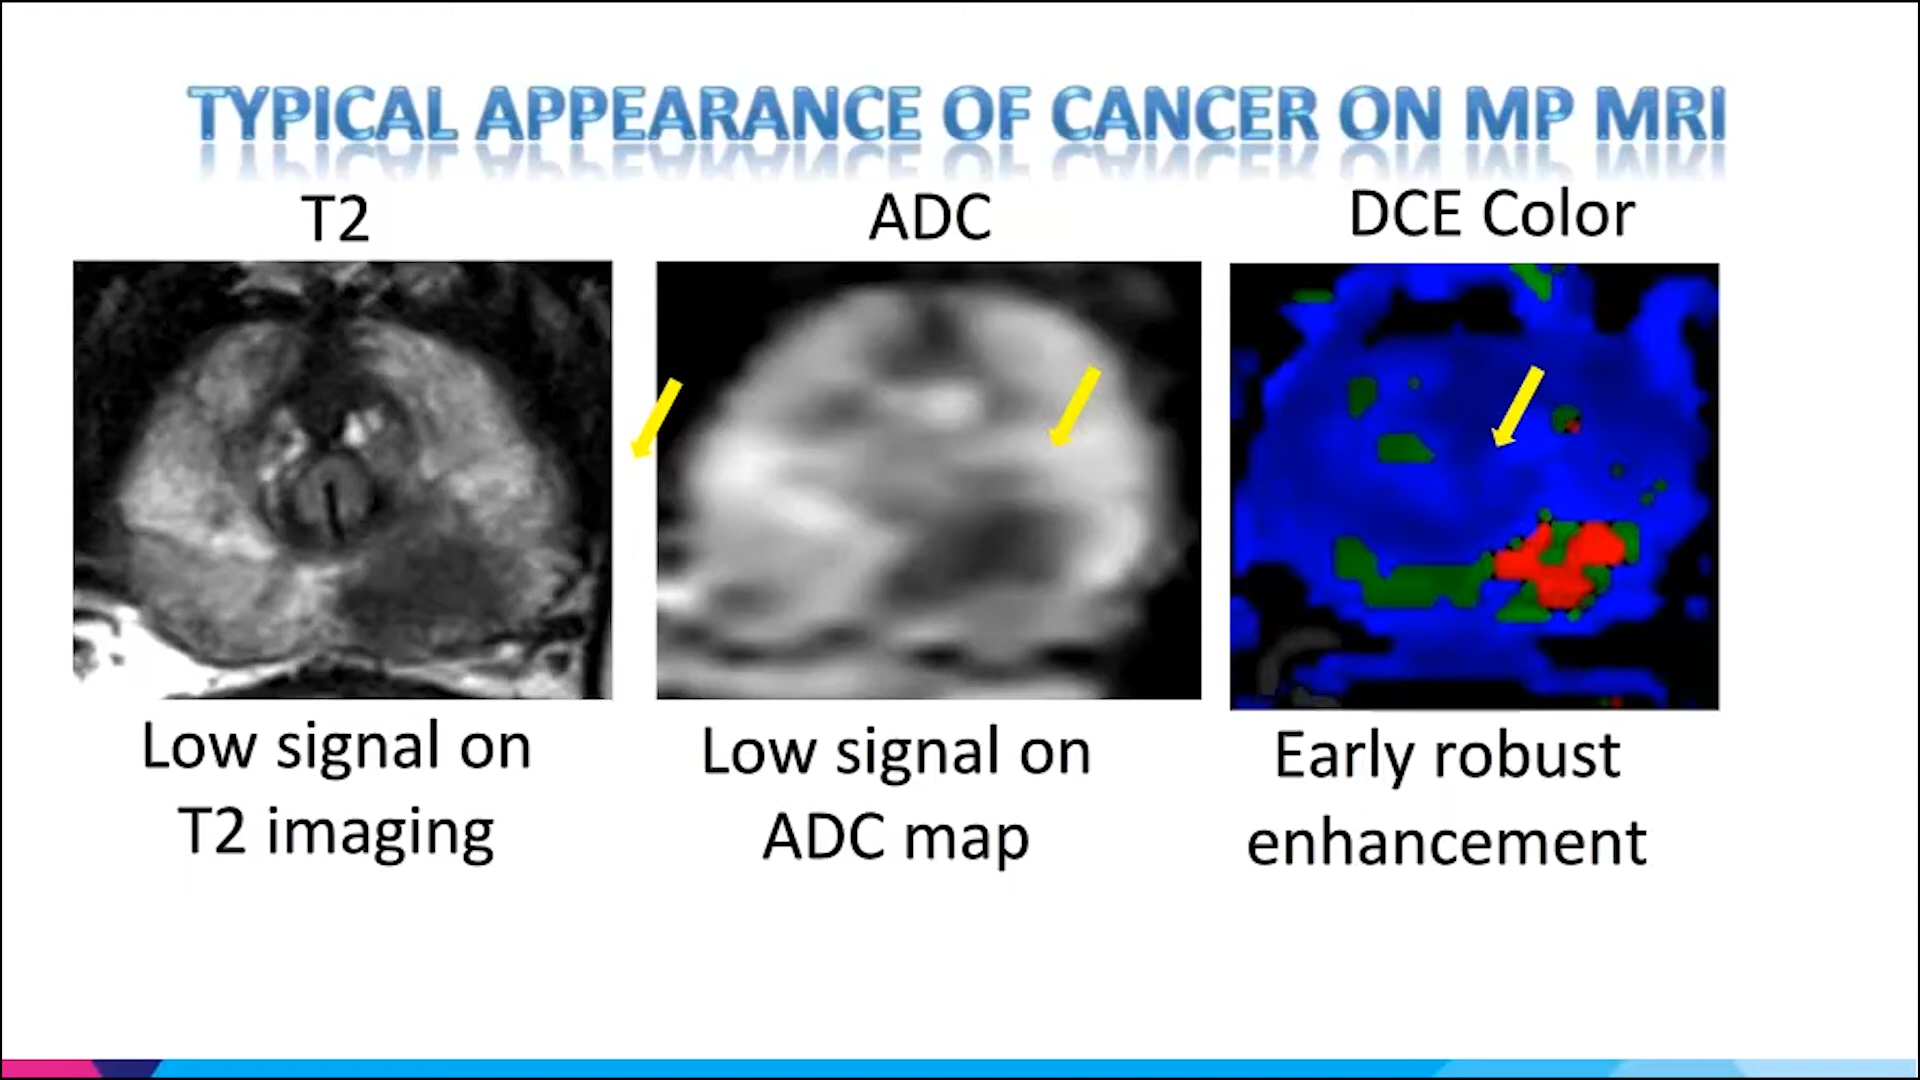 TYPICAL APPEARANCE OF CANCER ON MP MRI
T2
ADC
DCE Color
Low signal on
T2 imaging
Low signal on
ADC map
Early robust
enhancement